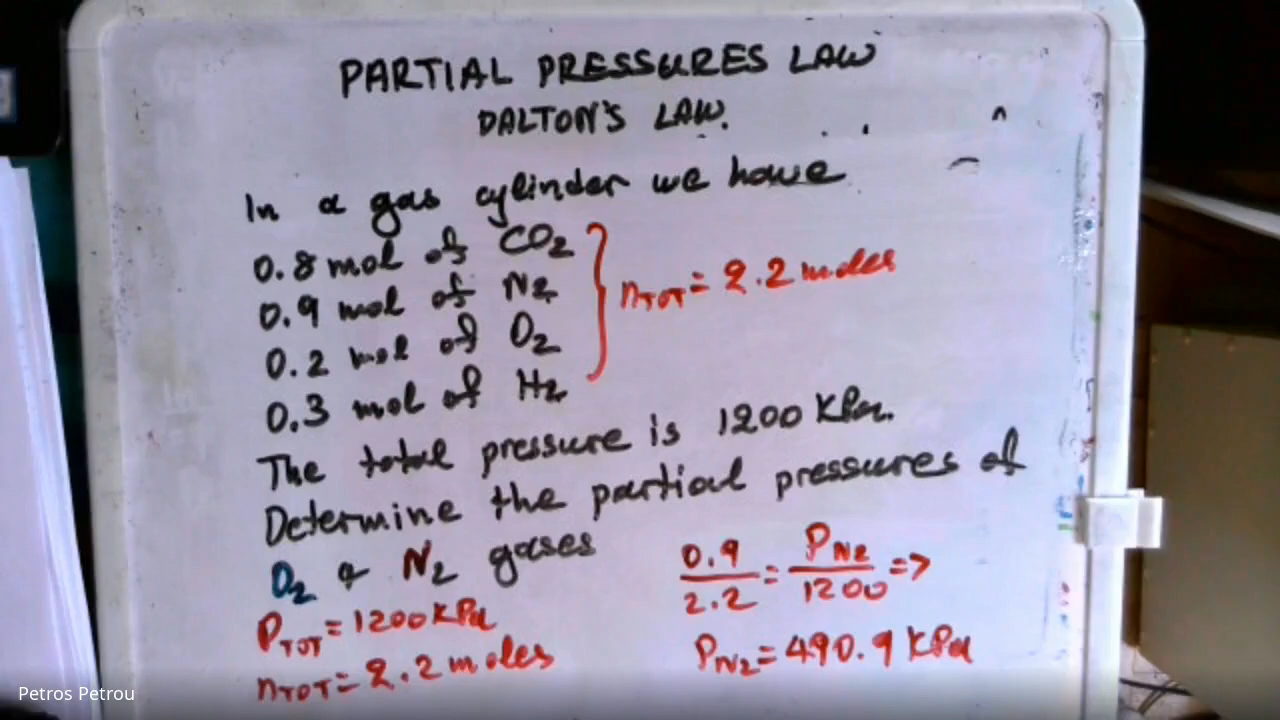 PARTIAL PRESSURES LAW
DALTON'S LAW.
In a gas cylinder we have
0.8 mol of CO2
0.9 mol of N2
0.2 mol of O2
0.3 mol of H2
nTOT = 2.2 moles
The total pressure is 1200 KPa.
Determine the partial pressures of
O2 & N2 gases
PTOT = 1200 KPa
nTOT = 2.2 moles
0.9/2.2 = PN2/1200 =>
PN2 = 490.9 KPa
Petros Petrou